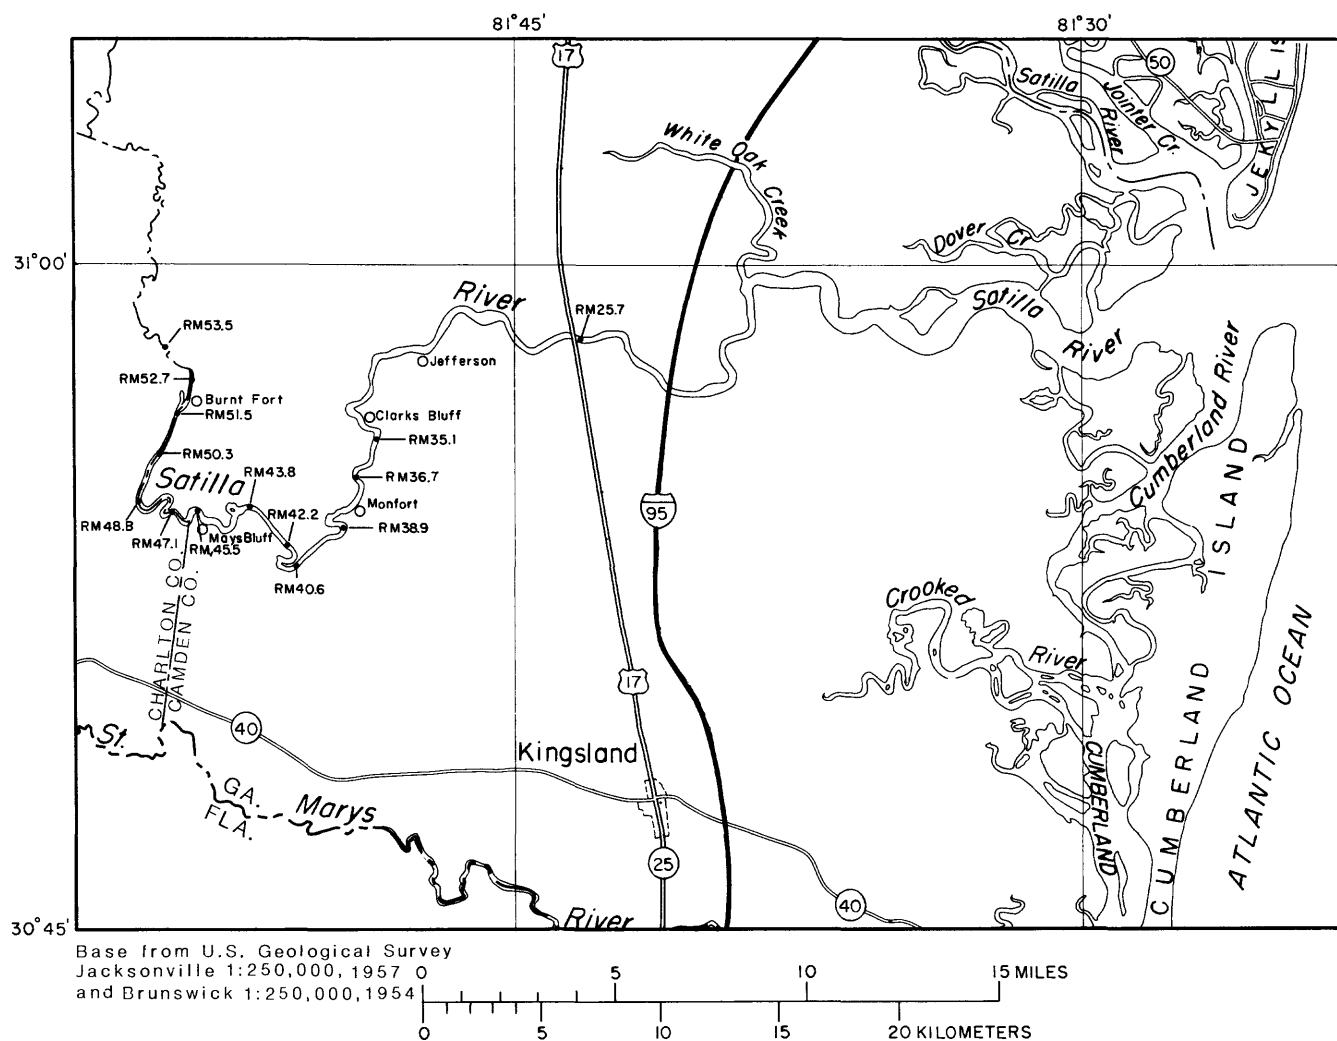 81°45'
81°30'
17
50
Satilla
River
Jointer Cr.
JEKYLL IS
White Oak
Creek
Dover
Cr
31°00'
River
Satilla
River
RM25.7
RM53.5
Jefferson
RM52.7
Burnt Fort
RM51.5
Clarks Bluff
RM35.1
RM50.3
Satilla
RM43.8
RM36.7
Cumberland River
ISLAND
RM48.3
Monfort
RM42.2
RM38.9
95
RM47.1
Mays Bluff
RM45.5
RM40.6
CHARLTON CO.
CAMDEN CO.
Crooked
River
17
40
St.
Kingsland
GA.
FLA.
Marys
CUMBERLAND
CUMBERLAND
ATLANTIC OCEAN
25
40
River
30°45'
Base from U.S. Geological Survey
Jacksonville 1:250,000, 1957
and Brunswick 1:250,000, 1954
0 5 10 15 MILES
0 5 10 15 20 KILOMETERS